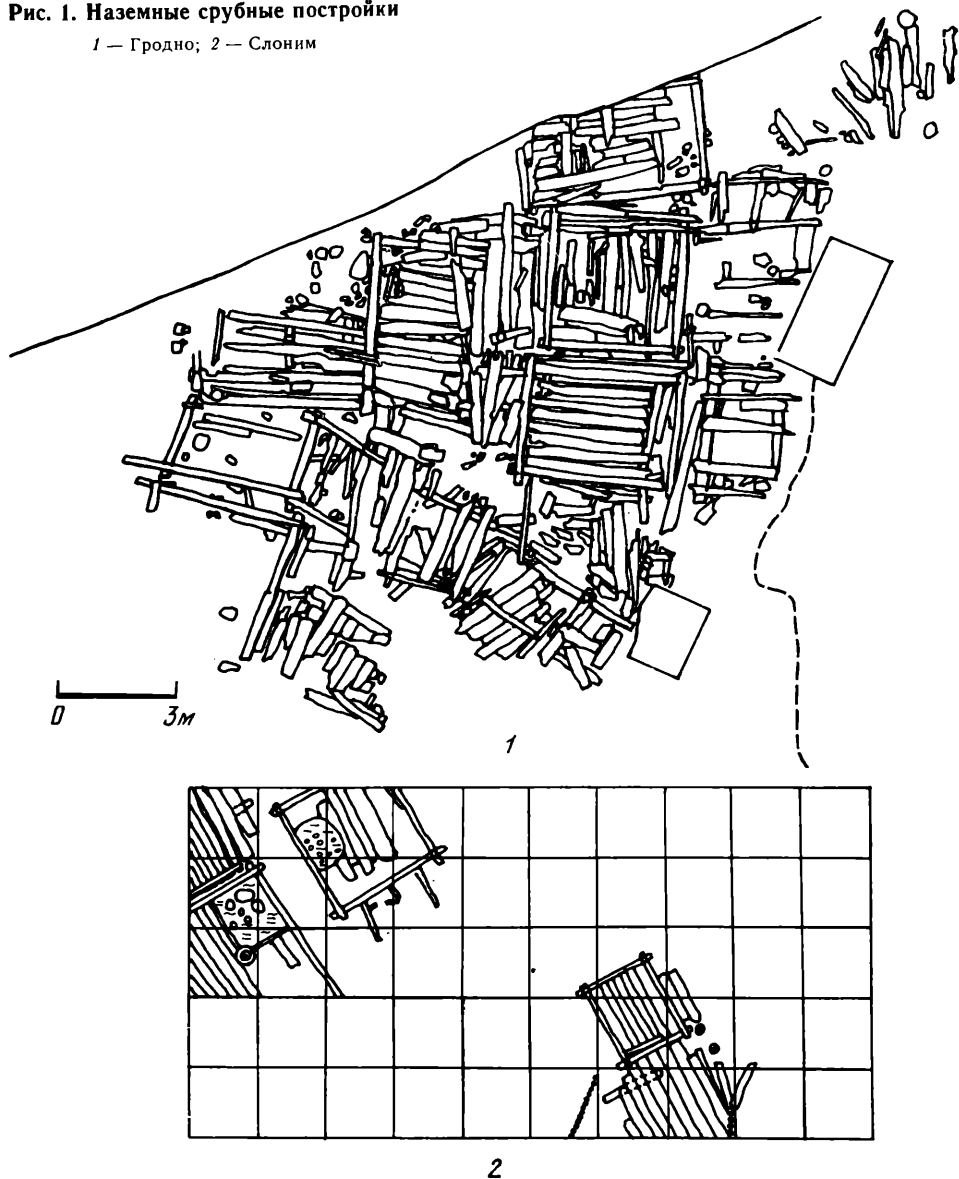 Рис. 1. Наземные срубные постройки
1 — Гродно; 2 — Слоним
0 3м
1
2